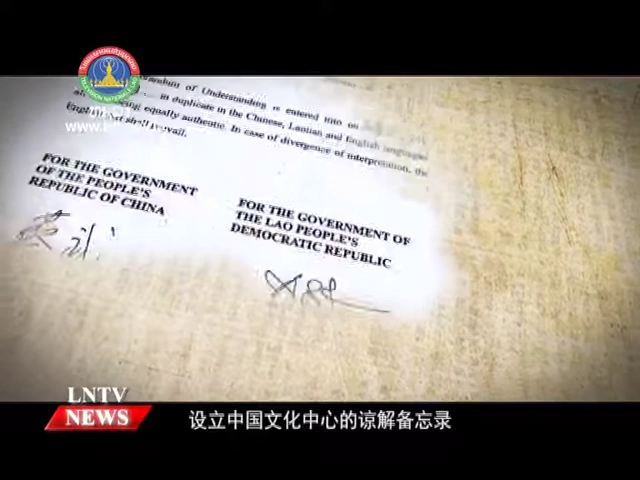 of Understanding is entered into on
in duplicate in the Chinese, Laotian and English languages
equally authentic. In case of divergence of interpretation, the
English text shall prevail.
FOR THE GOVERNMENT
OF THE PEOPLE'S
REPUBLIC OF CHINA
FOR THE GOVERNMENT OF
THE LAO PEOPLE'S
DEMOCRATIC REPUBLIC
LNTV
NEWS
设立中国文化中心的谅解备忘录